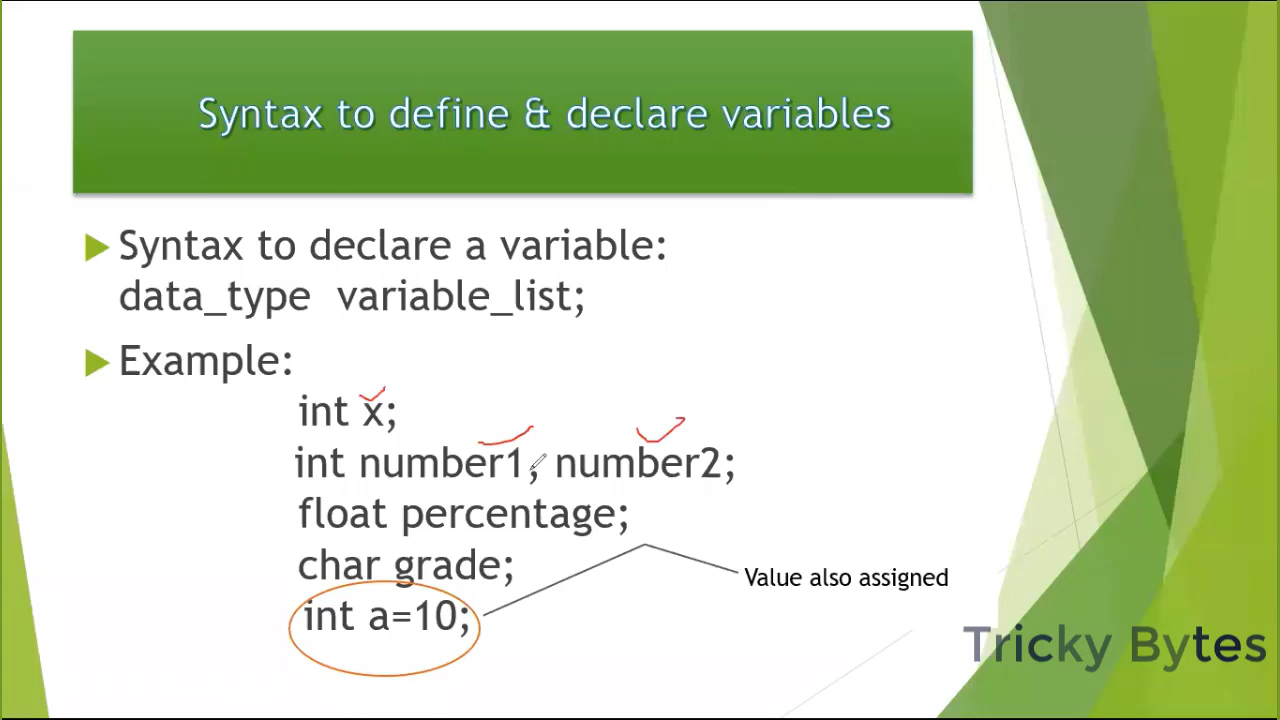 Syntax to define & declare variables
Syntax to declare a variable:
data_type variable_list;
Example:
int x;
int number1, number2;
float percentage;
char grade;
int a=10;
Value also assigned
Tricky Bytes